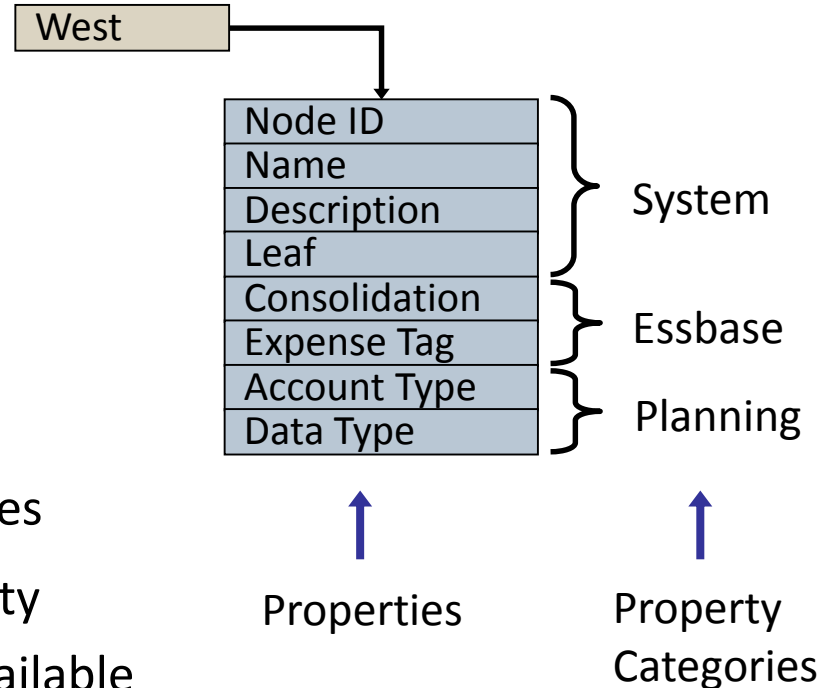 West
Node ID
Name
Description
Leaf
Consolidation
Expense Tag
Account Type
Data Type
System
Essbase
Planning
Properties
Property
Categories